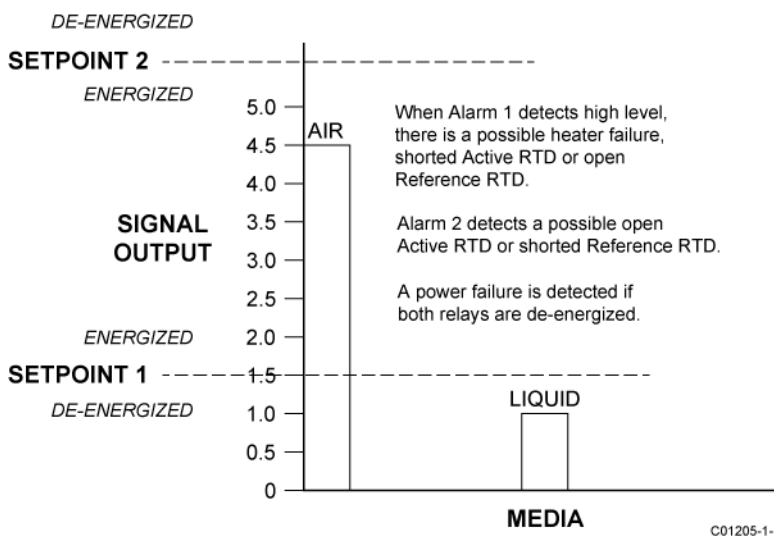 DE-ENERGIZED
SETPOINT 2
ENERGIZED
5.0
AIR
4.5
4.0
SIGNAL
OUTPUT
3.5
3.0
2.5
ENERGIZED
2.0
SETPOINT 1
1.5
DE-ENERGIZED
1.0
0.5
0
When Alarm 1 detects high level,
there is a possible heater failure,
shorted Active RTD or open
Reference RTD.
Alarm 2 detects a possible open
Active RTD or shorted Reference RTD.
A power failure is detected if
both relays are de-energized.
LIQUID
MEDIA
C01205-1-